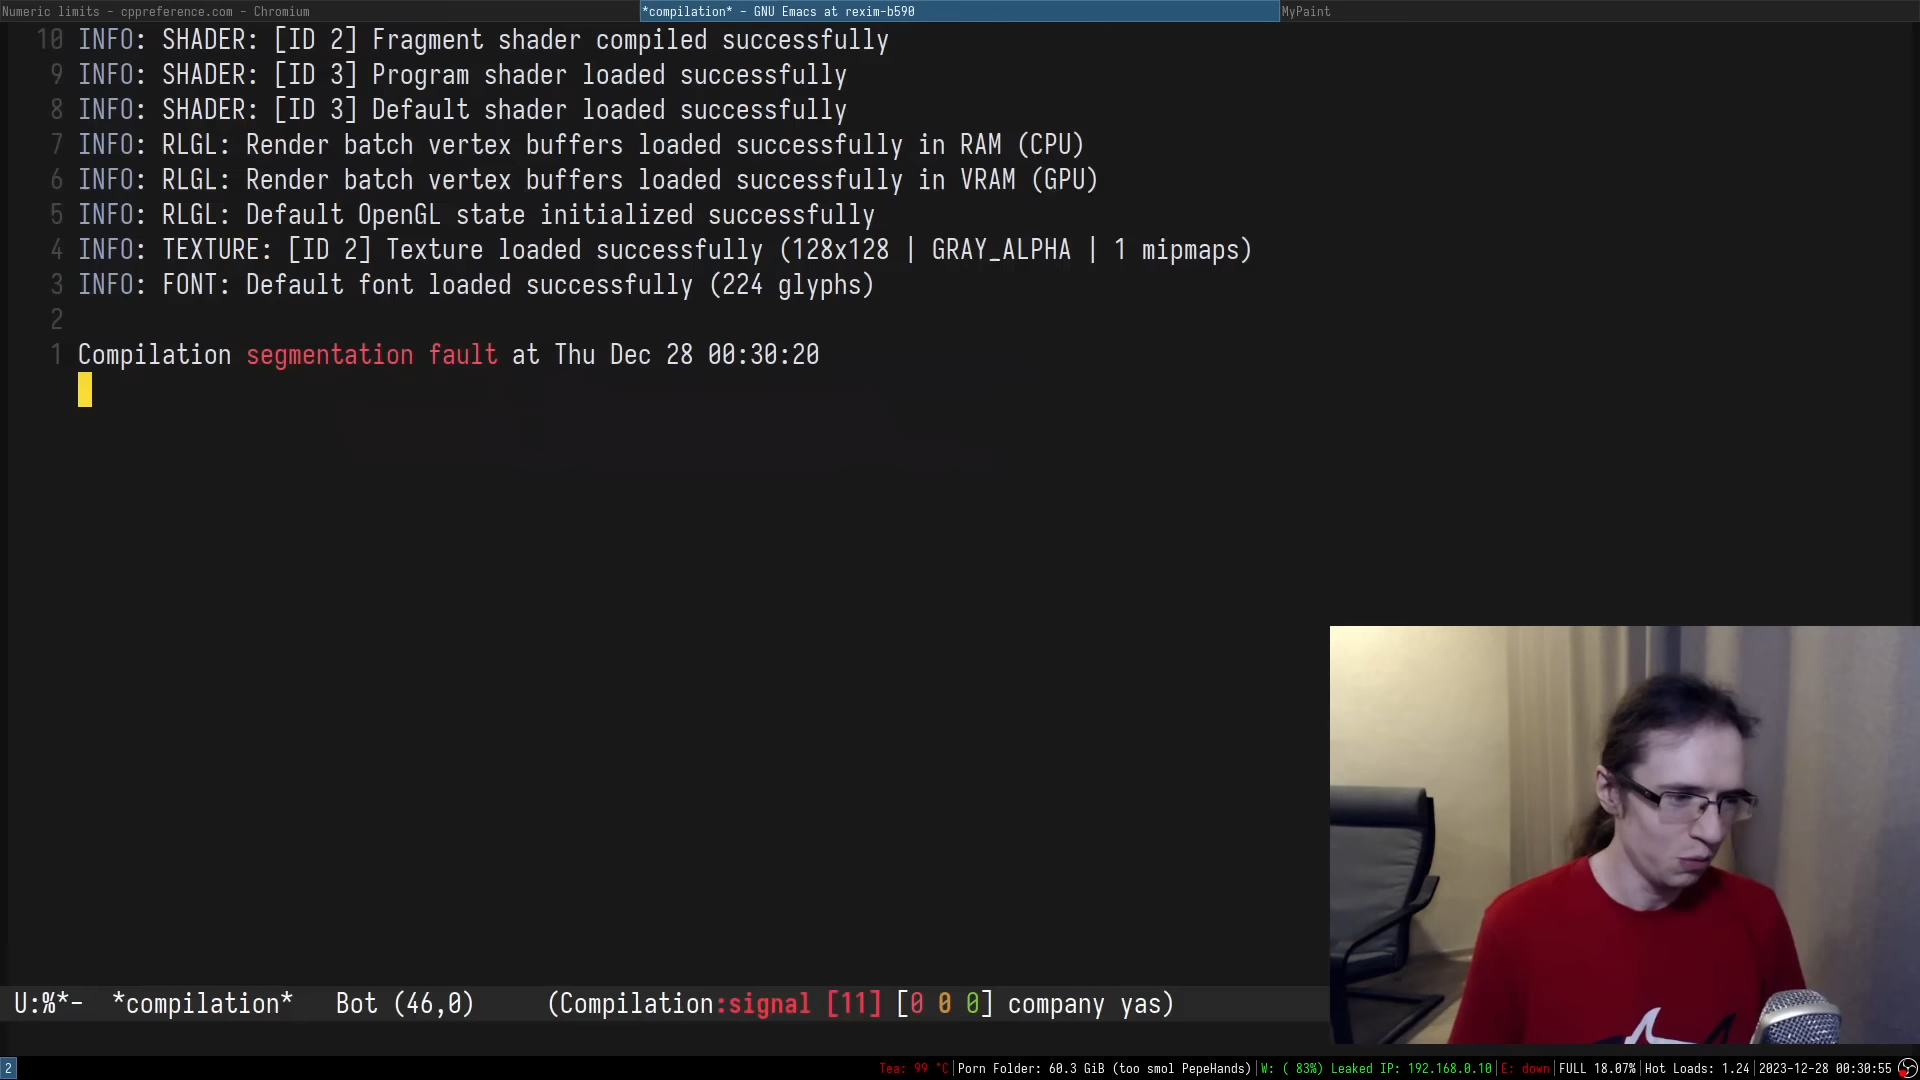 Numeric limits - cppreference.com - Chromium
*compilation* - GNU Emacs at rexim-b590
MyPaint
10 INFO: SHADER: [ID 2] Fragment shader compiled successfully
9 INFO: SHADER: [ID 3] Program shader loaded successfully
8 INFO: SHADER: [ID 3] Default shader loaded successfully
7 INFO: RLGL: Render batch vertex buffers loaded successfully in RAM (CPU)
6 INFO: RLGL: Render batch vertex buffers loaded successfully in VRAM (GPU)
5 INFO: RLGL: Default OpenGL state initialized successfully
4 INFO: TEXTURE: [ID 2] Texture loaded successfully (128x128 | GRAY_ALPHA | 1 mipmaps)
3 INFO: FONT: Default font loaded successfully (224 glyphs)
2
1 Compilation segmentation fault at Thu Dec 28 00:30:20
U:%*- *compilation* Bot (46,0) (Compilation:signal [11] [0 0 0] company yas)
2
Tea: 99 °C|Porn Folder: 60.3 GiB (too smol PepeHands)|W: ( 83%) Leaked IP: 192.168.0.10|E: down|FULL 18.07%|Hot Loads: 1.24|2023-12-28 00:30:55